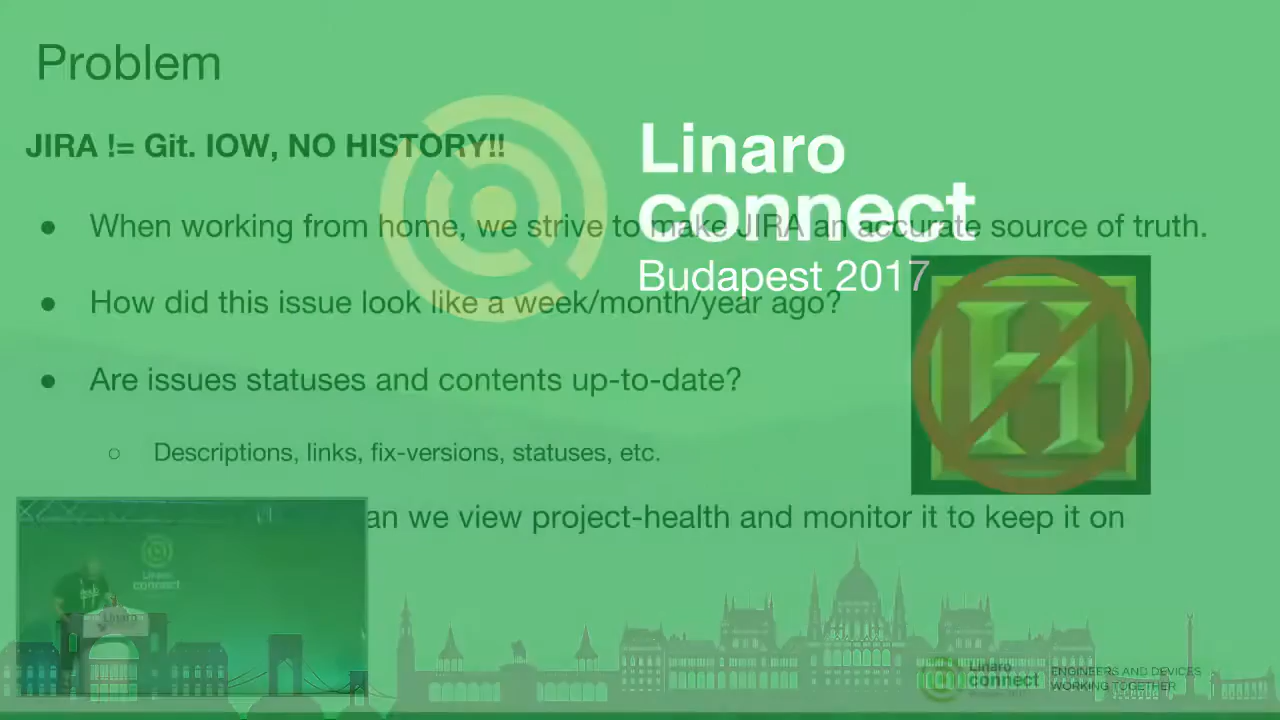 Problem
JIRA != Git. IOW, NO HISTORY!!
Linaro
connect
Budapest 2017
● When working from home, we strive to make JIRA an accurate source of truth.
● How did this issue look like a week/month/year ago?
● Are issues statuses and contents up-to-date?
○ Descriptions, links, fix-versions, statuses, etc.
an we view project-health and monitor it to keep it on
H
Linaro
connect
Linaro
Linaro
connect
ENGINEERS AND DEVICES
WORKING TOGETHER